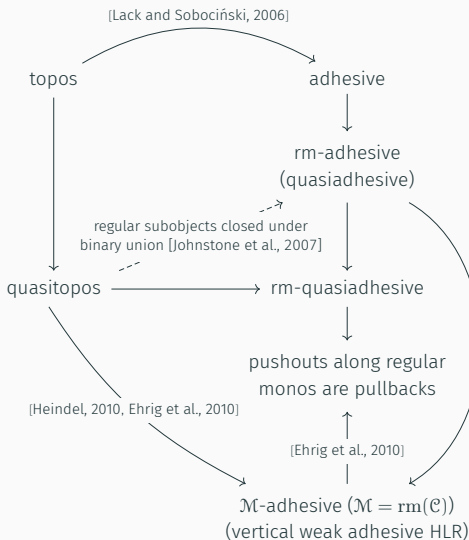 [Lack and Sobociński, 2006]
topos
adhesive
rm-adhesive
(quasiadhesive)
regular subobjects closed under
binary union [Johnstone et al., 2007]
quasitopos
rm-quasiadhesive
pushouts along regular
monos are pullbacks
[Heindel, 2010, Ehrig et al., 2010]
[Ehrig et al., 2010]
ℳ-adhesive (ℳ = rm(𝒞))
(vertical weak adhesive HLR)